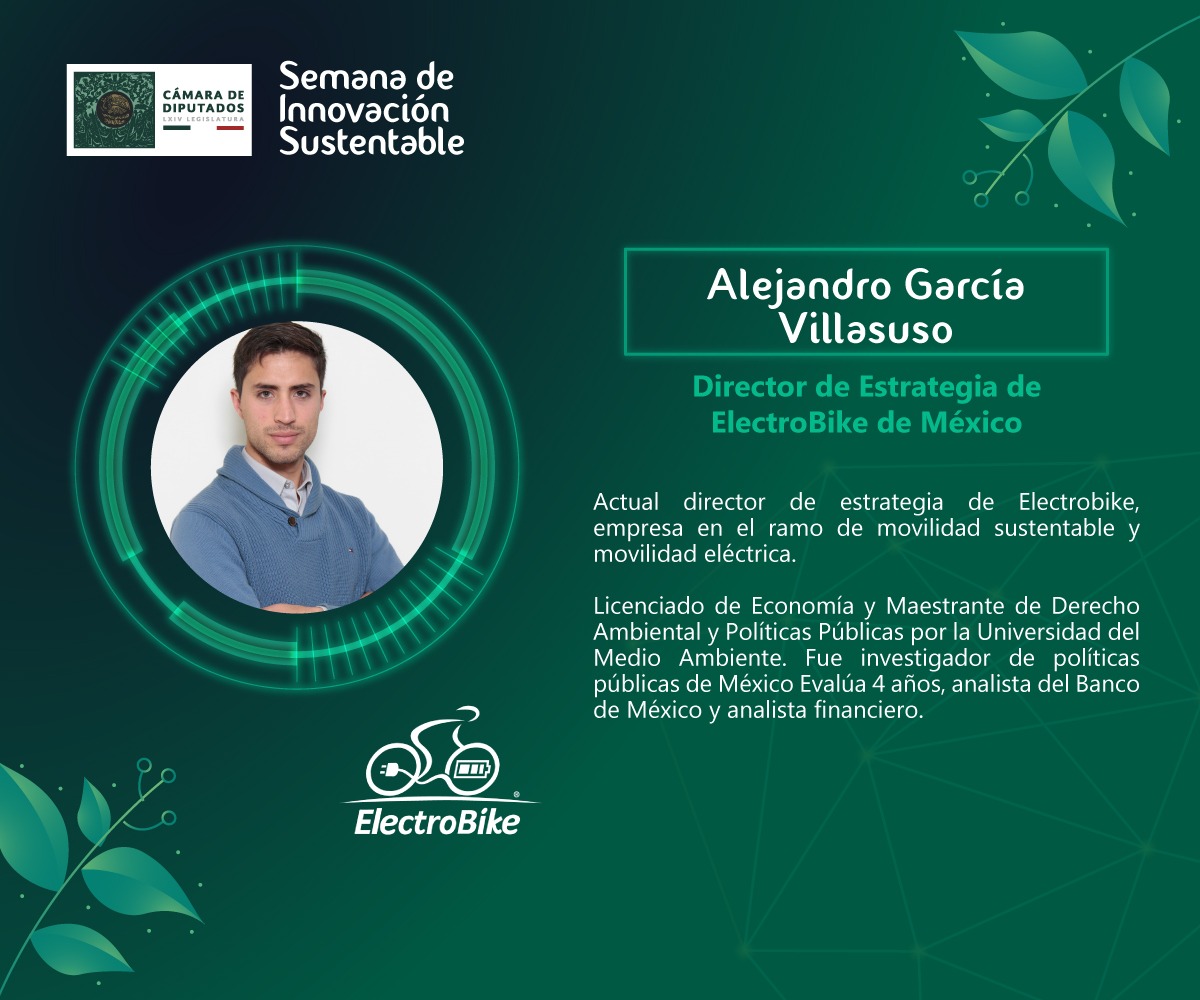 CÁMARA DE
DIPUTADOS
LXIV LEGISLATURA
Semana de
Innovación
Sustentable
Alejandro García
Villasuso
Director de Estrategia de
ElectroBike de México
Actual director de estrategia de Electrobike,
empresa en el ramo de movilidad sustentable y
movilidad eléctrica.
Licenciado de Economía y Maestrante de Derecho
Ambiental y Políticas Públicas por la Universidad del
Medio Ambiente. Fue investigador de políticas
públicas de México Evalúa 4 años, analista del Banco
de México y analista financiero.
®
ElectroBike